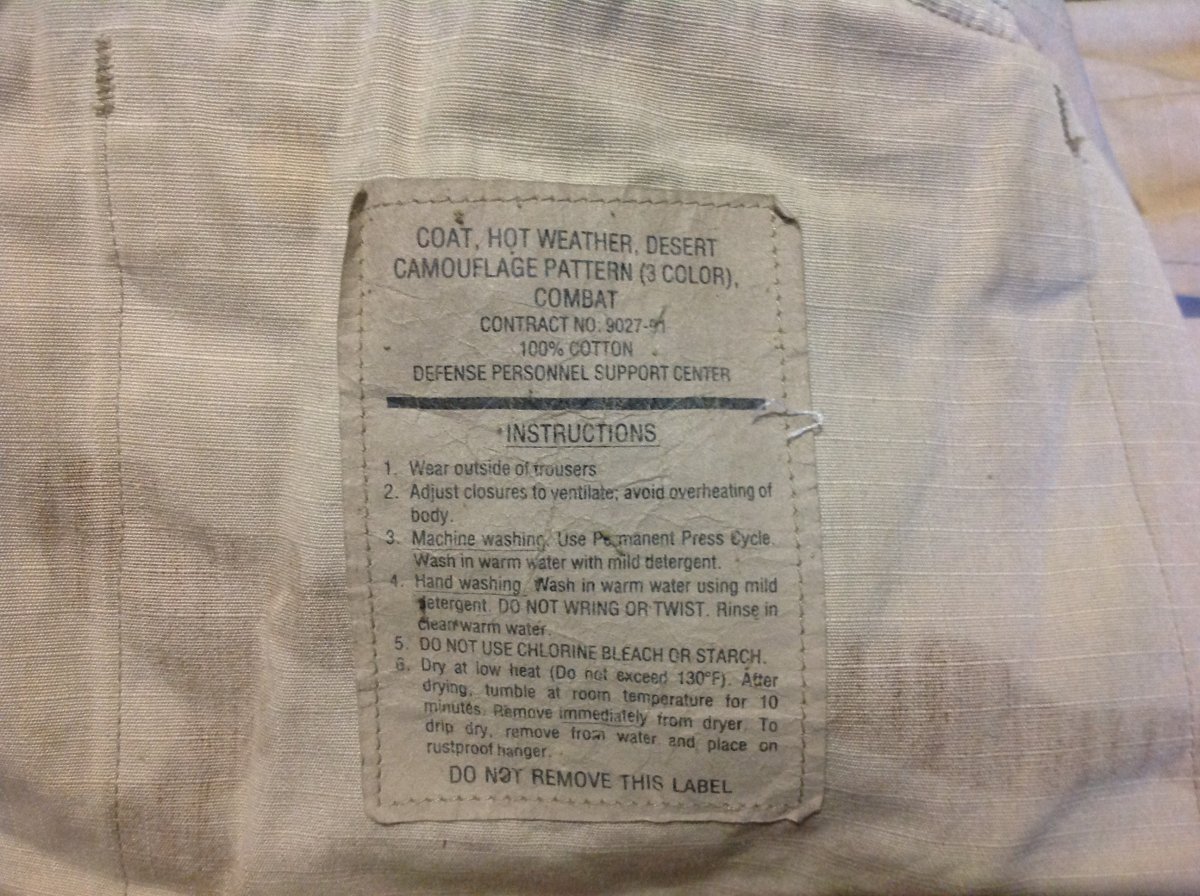 COAT, HOT WEATHER, DESERT
CAMOUFLAGE PATTERN (3 COLOR),
COMBAT
CONTRACT NO. 9027-91
100% COTTON
DEFENSE PERSONNEL SUPPORT CENTER
INSTRUCTIONS
1. Wear outside of trousers
2. Adjust closures to ventilate; avoid overheating of
body.
3. Machine washing. Use Permanent Press Cycle.
Wash in warm water with mild detergent.
4. Hand washing. Wash in warm water using mild
detergent. DO NOT WRING OR TWIST. Rinse in
clean warm water.
5. DO NOT USE CHLORINE BLEACH OR STARCH.
6. Dry at low heat (Do not exceed 130°F). After
drying, tumble at room temperature for 10
minutes. Remove immediately from dryer. To
drip dry, remove from water and place on
rustproof hanger.
DO NOT REMOVE THIS LABEL